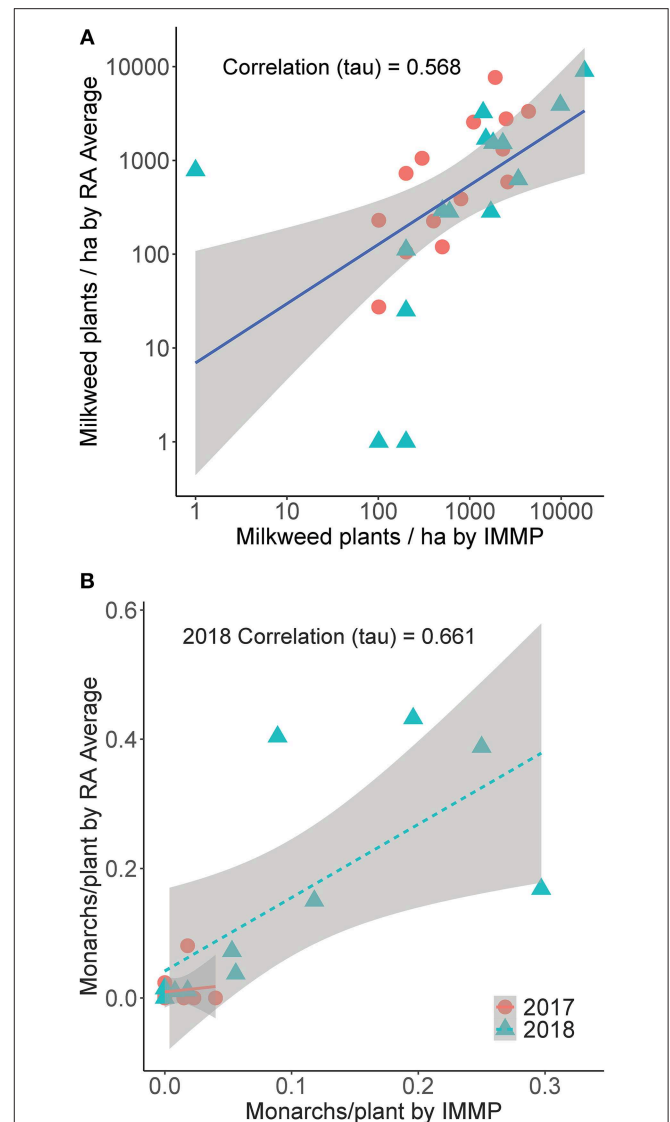 A
Correlation (tau) = 0.568
Milkweed plants / ha by RA Average
10000
1000
100
10
1
1 10 100 1000 10000
Milkweed plants / ha by IMMP
B
2018 Correlation (tau) = 0.661
Monarchs/plant by RA Average
0.6
0.4
0.2
0.0
2017
2018
0.0 0.1 0.2 0.3
Monarchs/plant by IMMP